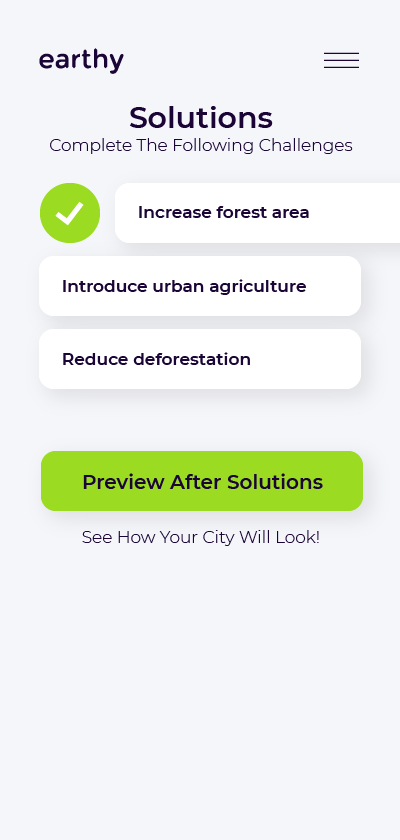 earthy
Solutions
Complete The Following Challenges
Increase forest area
Introduce urban agriculture
Reduce deforestation
Preview After Solutions
See How Your City Will Look!